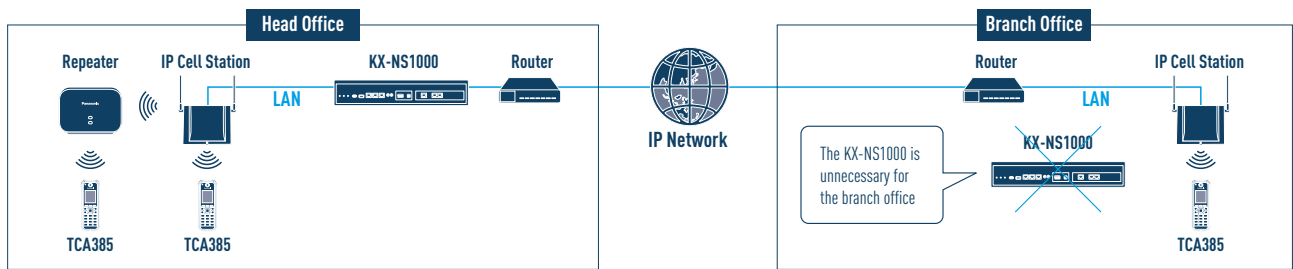 Head Office
Branch Office
Repeater
IP Cell Station
KX-NS1000
Router
Panasonic
LAN
TCA385
TCA385
IP Network
Router
IP Cell Station
LAN
The KX-NS1000 is
unnecessary for
the branch office
KX-NS1000
TCA385